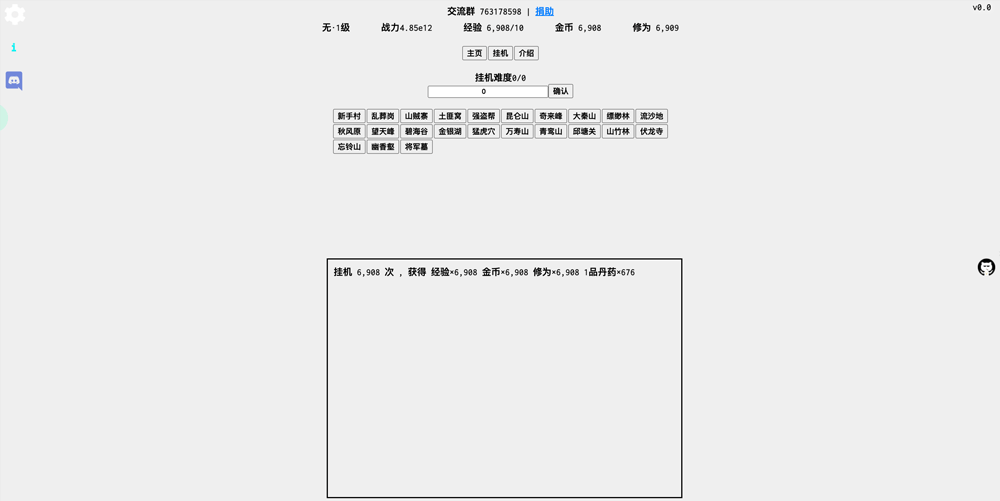 交流群 763178598 | 捐助
v0.0
无·1级 战力4.85e12 经验 6,908/10 金币 6,908 修为 6,909
i
主页 挂机 介绍
挂机难度0/0
0 确认
新手村 乱葬岗 山贼寨 土匪窝 强盗帮 昆仑山 奇来峰 大秦山 缥缈林 流沙地
秋风原 望天峰 碧海谷 金银湖 猛虎穴 万寿山 青鸾山 邱塘关 山竹林 伏龙寺
忘铃山 幽香壑 将军墓
挂机 6,908 次 , 获得 经验×6,908 金币×6,908 修为×6,908 1品丹药×676